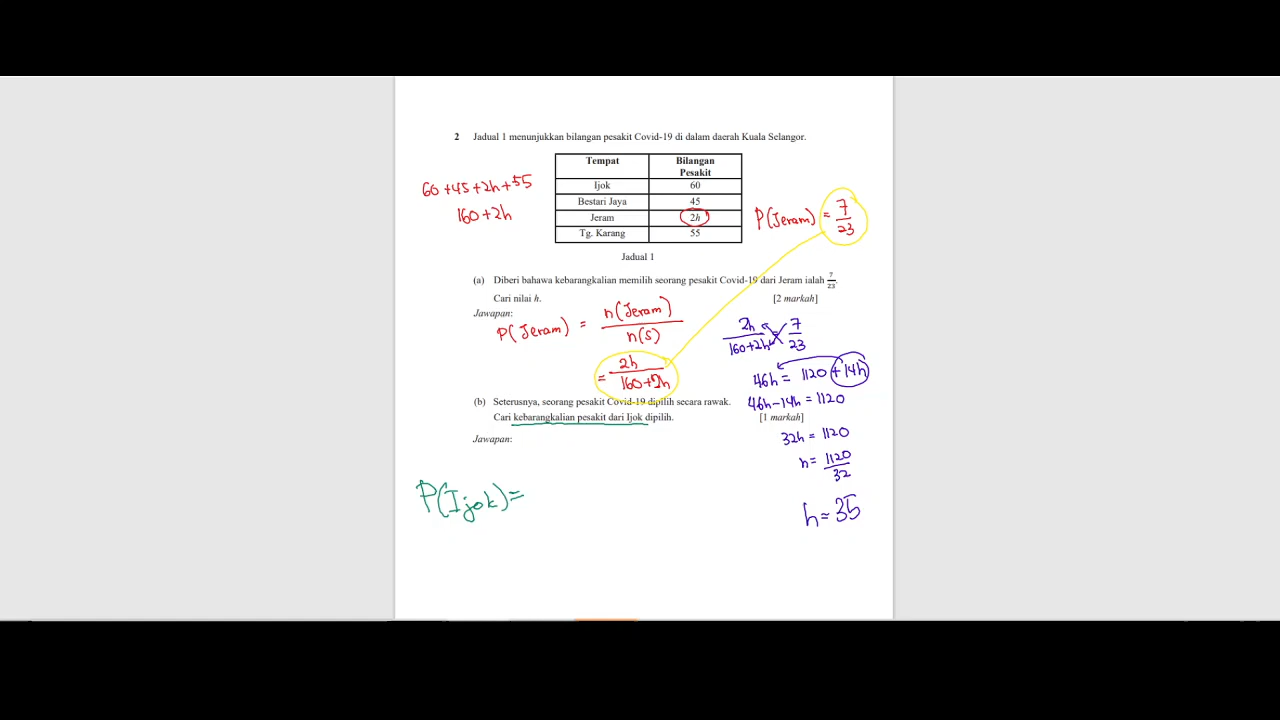 2 Jadual 1 menunjukkan bilangan pesakit Covid-19 di dalam daerah Kuala Selangor.
Tempat Bilangan Pesakit
Ijok 60
Bestari Jaya 45
Jeram 2h
Tg. Karang 55
Jadual 1
60+45+2h+55
160+2h
P(Jeram) = 7/23
(a) Diberi bahawa kebarangkalian memilih seorang pesakit Covid-19 dari Jeram ialah 7/23.
Cari nilai h. [2 markah]
Jawapan:
P(Jeram) = n(Jeram)/n(s)
= 2h/160+2h
2h/160+2h 7/23
46h = 1120 + 14h
46h-14h = 1120
32h = 1120
h = 1120/32
h = 35
(b) Seterusnya, seorang pesakit Covid-19 dipilih secara rawak.
Cari kebarangkalian pesakit dari Ijok dipilih. [1 markah]
Jawapan:
P(Ijok) =